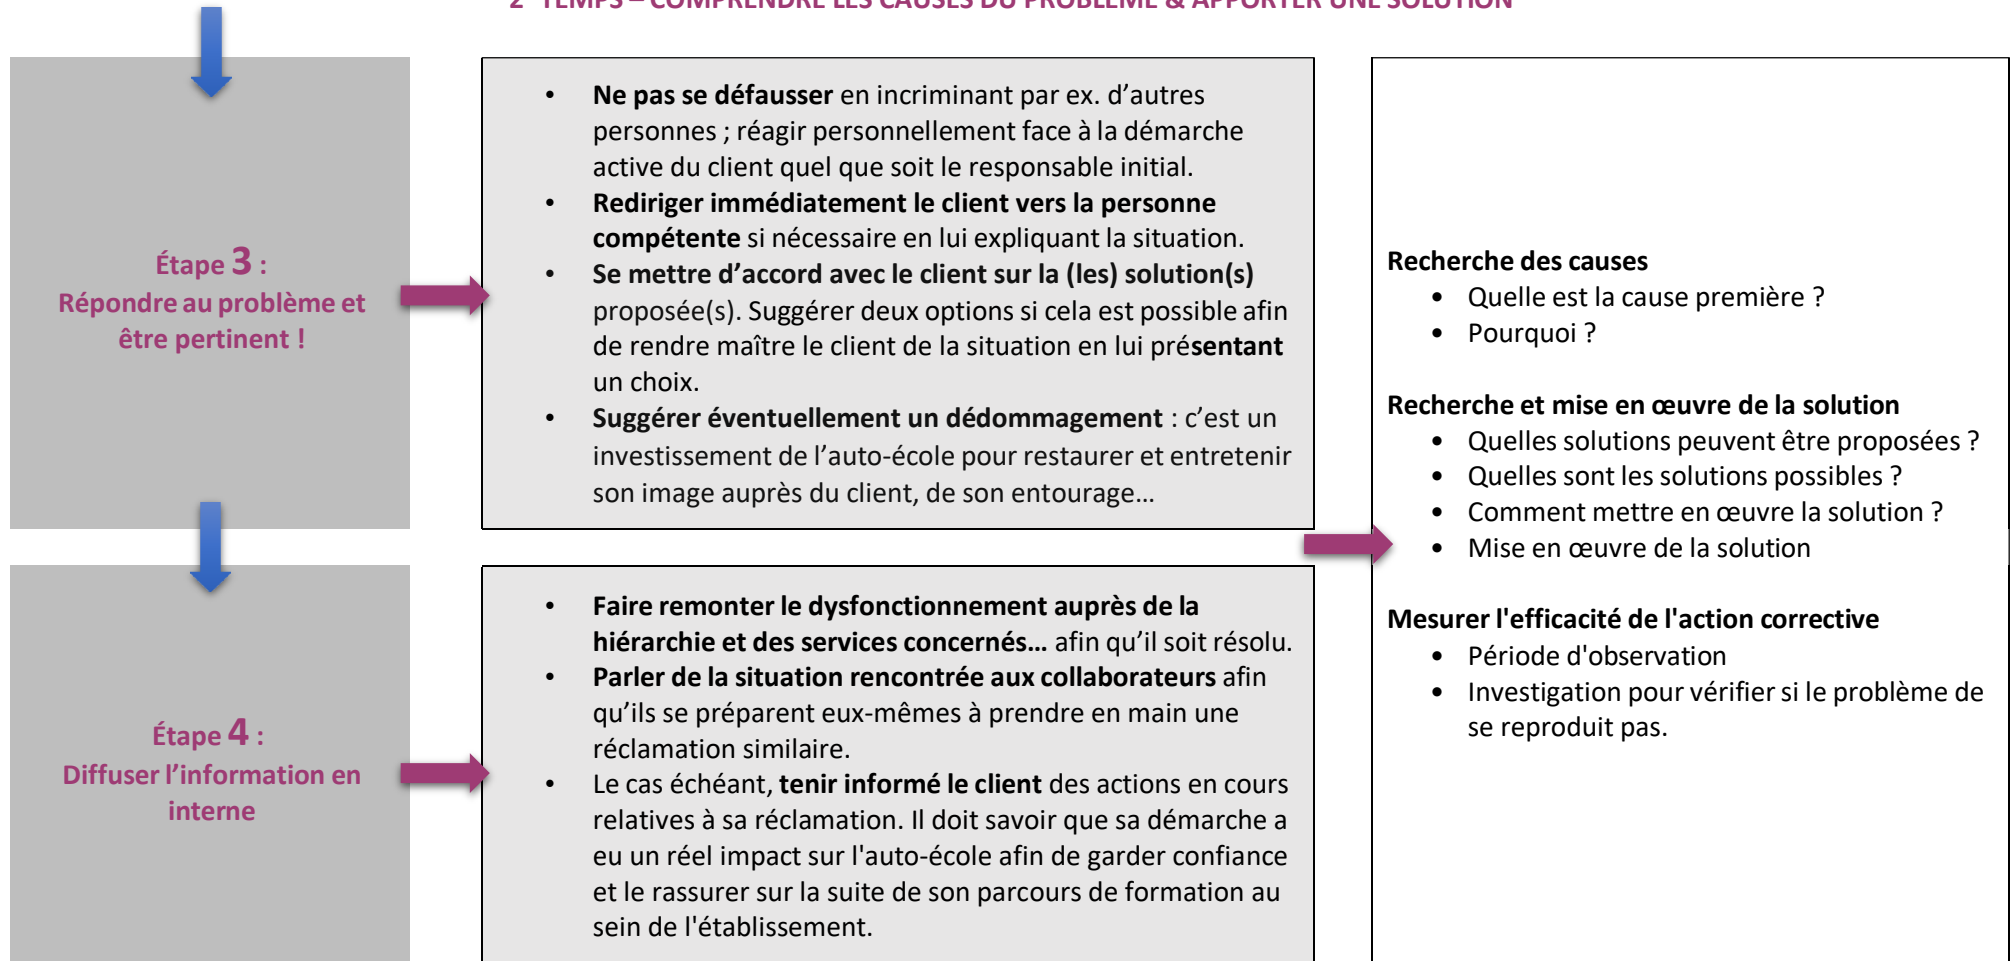 2 TEMPS – COMPRENDRE LES CAUSES DU PROBLÈME & APPORTER UNE SOLUTION
Étape 3 :
Répondre au problème et
être pertinent !
• Ne pas se défausser en incriminant par ex. d’autres
personnes ; réagir personnellement face à la démarche
active du client quel que soit le responsable initial.
• Rediriger immédiatement le client vers la personne
compétente si nécessaire en lui expliquant la situation.
• Se mettre d’accord avec le client sur la (les) solution(s)
proposée(s). Suggérer deux options si cela est possible afin
de rendre maître le client de la situation en lui présentant
un choix.
• Suggérer éventuellement un dédommagement : c’est un
investissement de l’auto-école pour restaurer et entretenir
son image auprès du client, de son entourage…
Étape 4 :
Diffuser l’information en
interne
• Faire remonter le dysfonctionnement auprès de la
hiérarchie et des services concernés… afin qu’il soit résolu.
• Parler de la situation rencontrée aux collaborateurs afin
qu’ils se préparent eux-mêmes à prendre en main une
réclamation similaire.
• Le cas échéant, tenir informé le client des actions en cours
relatives à sa réclamation. Il doit savoir que sa démarche a
eu un réel impact sur l'auto-école afin de garder confiance
et le rassurer sur la suite de son parcours de formation au
sein de l'établissement.
Recherche des causes
• Quelle est la cause première ?
• Pourquoi ?
Recherche et mise en œuvre de la solution
• Quelles solutions peuvent être proposées ?
• Quelles sont les solutions possibles ?
• Comment mettre en œuvre la solution ?
• Mise en œuvre de la solution
Mesurer l'efficacité de l'action corrective
• Période d'observation
• Investigation pour vérifier si le problème de
se reproduit pas.